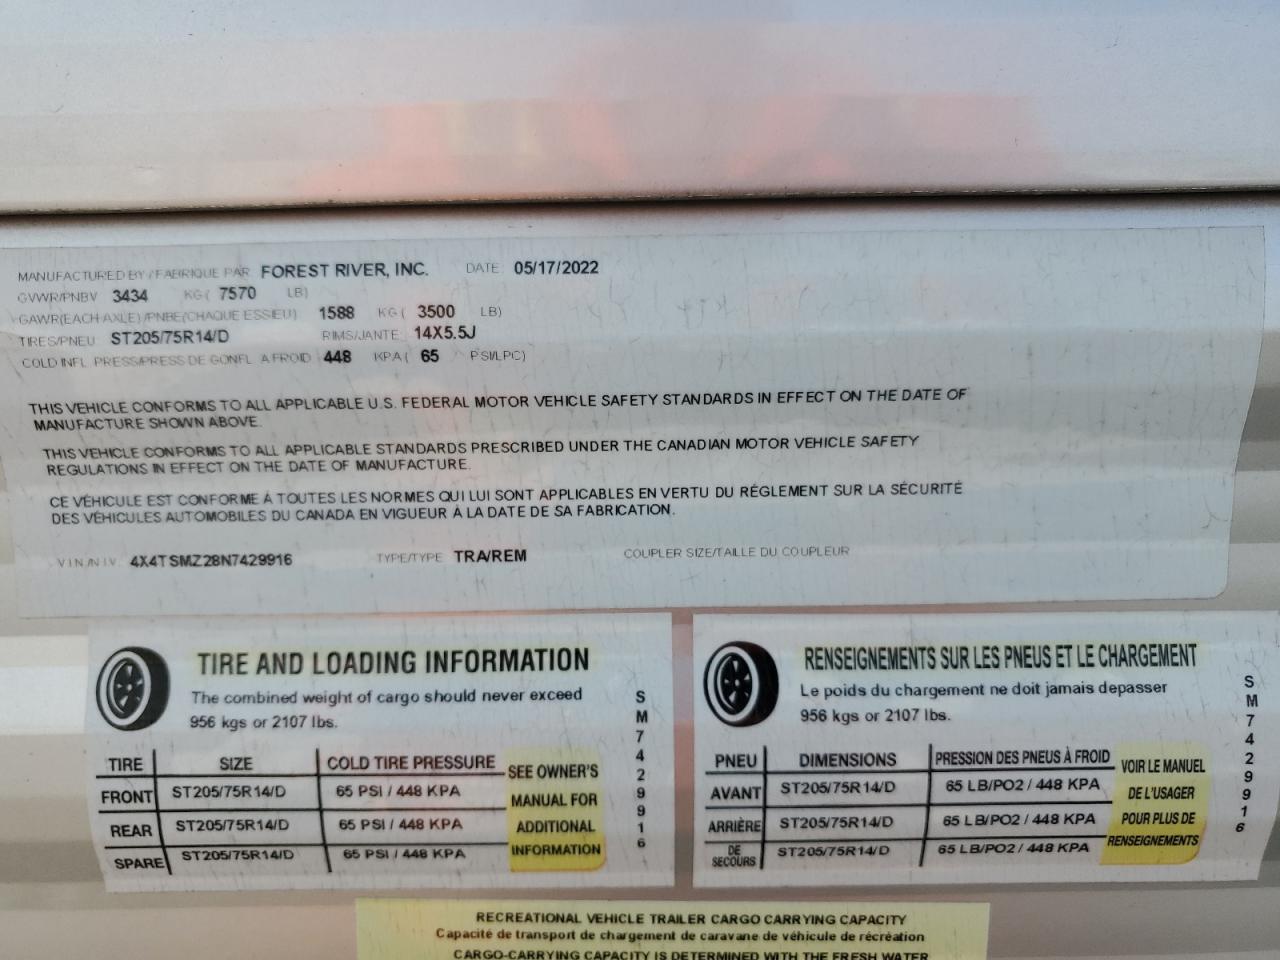 MANUFACTURED BY / FABRIQUE PAR FOREST RIVER, INC. DATE 05/17/2022
GVWR/PNBV 3434 KG( 7570 LB)
GAWR(EACH AXLE)/PNBE(CHAQUE ESSIEU) 1588 KG( 3500 LB)
TIRES/PNEU ST205/75R14/D RIMS/JANTE: 14X5.5J
COLD INFL PRESS/PRESS DE GONFL A FROID 448 KPA( 65 PSI/LPC)
THIS VEHICLE CONFORMS TO ALL APPLICABLE U.S. FEDERAL MOTOR VEHICLE SAFETY STANDARDS IN EFFECT ON THE DATE OF
MANUFACTURE SHOWN ABOVE.
THIS VEHICLE CONFORMS TO ALL APPLICABLE STANDARDS PRESCRIBED UNDER THE CANADIAN MOTOR VEHICLE SAFETY
REGULATIONS IN EFFECT ON THE DATE OF MANUFACTURE.
CE VÉHICULE EST CONFORME À TOUTES LES NORMES QUI LUI SONT APPLICABLES EN VERTU DU RÉGLEMENT SUR LA SÉCURITÉ
DES VÉHICULES AUTOMOBILES DU CANADA EN VIGUEUR À LA DATE DE SA FABRICATION.
V I N /N I V. 4X4TSMZ28N7429916 TYPE/TYPE TRA/REM COUPLER SIZE/TAILLE DU COUPLEUR
TIRE AND LOADING INFORMATION
The combined weight of cargo should never exceed
956 kgs or 2107 lbs.
TIRE SIZE COLD TIRE PRESSURE
FRONT ST205/75R14/D 65 PSI / 448 KPA
REAR ST205/75R14/D 65 PSI / 448 KPA
SPARE ST205/75R14/D 65 PSI / 448 KPA
SEE OWNER'S
MANUAL FOR
ADDITIONAL
INFORMATION
SM7429916
RENSEIGNEMENTS SUR LES PNEUS ET LE CHARGEMENT
Le poids du chargement ne doit jamais depasser
956 kgs or 2107 lbs.
PNEU DIMENSIONS PRESSION DES PNEUS À FROID
AVANT ST205/75R14/D 65 LB/PO2 / 448 KPA
ARRIÈRE ST205/75R14/D 65 LB/PO2 / 448 KPA
DE SECOURS ST205/75R14/D 65 LB/PO2 / 448 KPA
VOIR LE MANUEL
DE L'USAGER
POUR PLUS DE
RENSEIGNEMENTS
SM7429916
RECREATIONAL VEHICLE TRAILER CARGO CARRYING CAPACITY
Capacité de transport de chargement de caravane de véhicule de récréation
CARGO-CARRYING CAPACITY IS DETERMINED WITH THE FRESH WATER